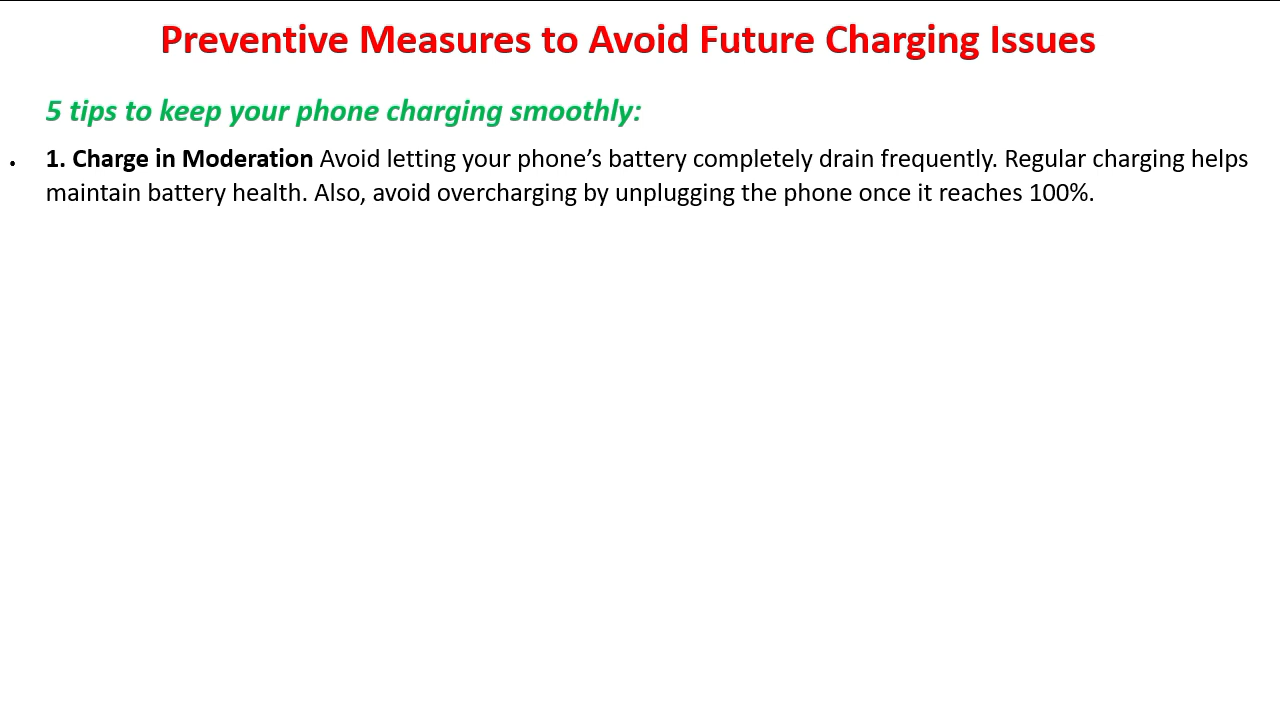 Preventive Measures to Avoid Future Charging Issues
5 tips to keep your phone charging smoothly:
• 1. Charge in Moderation Avoid letting your phone’s battery completely drain frequently. Regular charging helps
maintain battery health. Also, avoid overcharging by unplugging the phone once it reaches 100%.